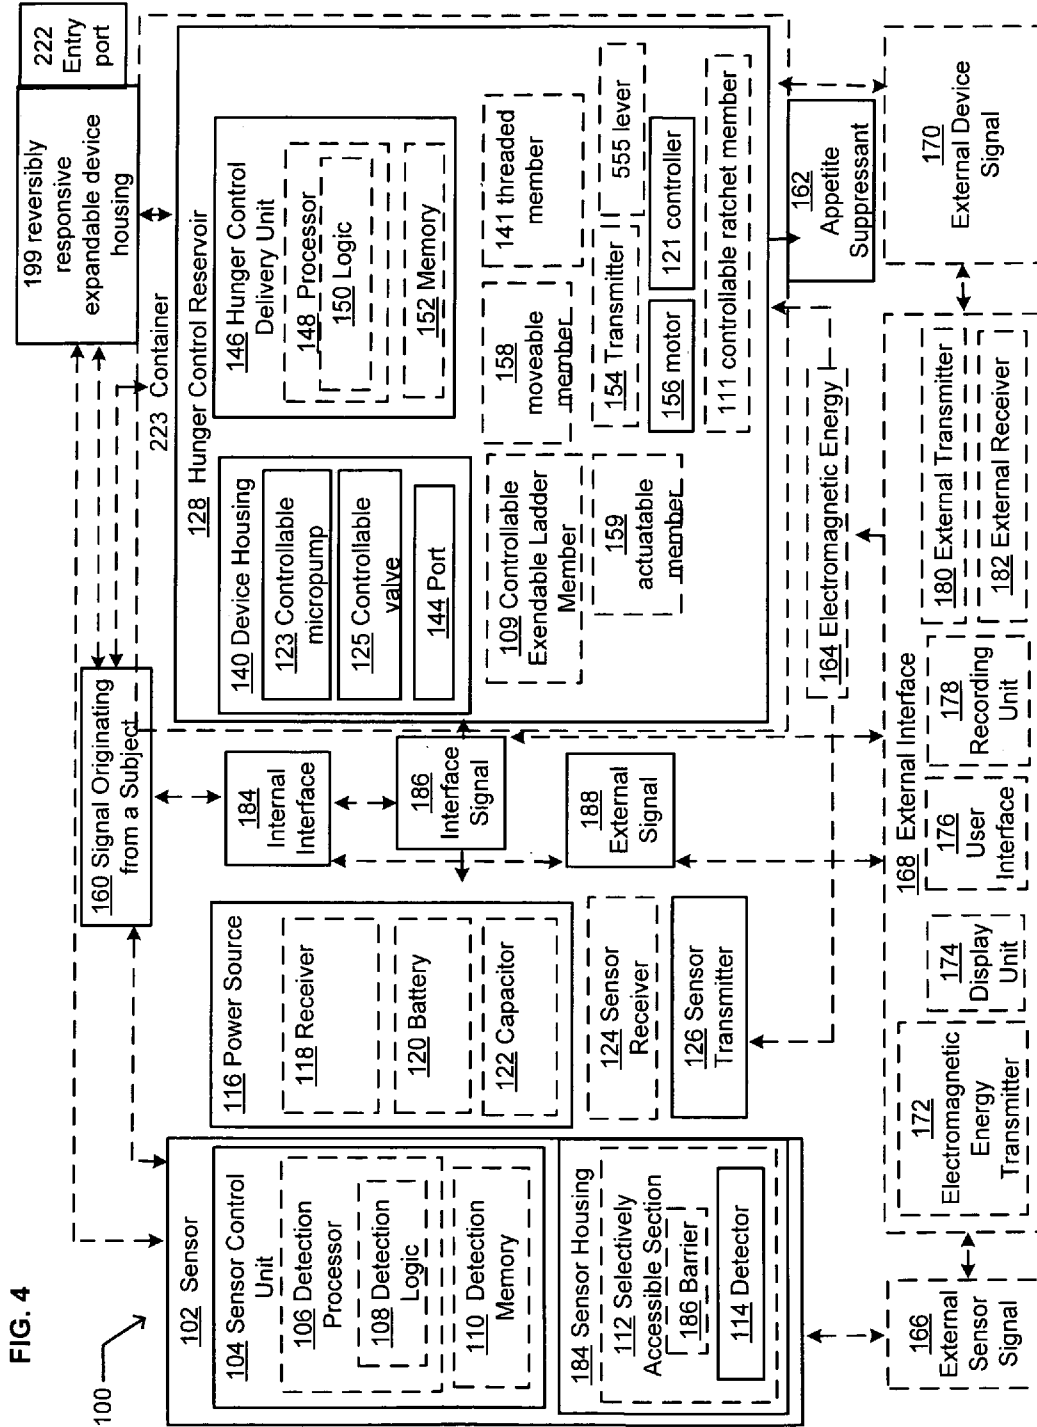 FIG. 4
100
102 Sensor
104 Sensor Control
Unit
106 Detection
Processor
108 Detection
Logic
110 Detection
Memory
184 Sensor Housing
112 Selectively
Accessible Section
186 Barrier
114 Detector
116 Power Source
118 Receiver
120 Battery
122 Capacitor
124 Sensor
Receiver
126 Sensor
Transmitter
160 Signal Originating
from a Subject
184
Internal
Interface
186
Interface
Signal
188
External
Signal
199 reversibly
responsive
expandable device
housing
222
Entry
port
223 Container
128 Hunger Control Reservoir
140 Device Housing
123 Controllable
micropump
125 Controllable
valve
144 Port
146 Hunger Control
Delivery Unit
148 Processor
150 Logic
152 Memory
109 Controllable
Exendable Ladder
Member
158
moveable
member
141 threaded
member
159
actuatable
member
154 Transmitter
555 lever
156 motor
121 controller
111 controllable ratchet member
162
Appetite
Suppressant
164 Electromagnetic Energy
166
External
Sensor
Signal
168 External Interface
172
Electromagnetic
Energy
Transmitter
174
Display
Unit
176
User
Interface
178
Recording
Unit
180 External Transmitter
182 External Receiver
170
External Device
Signal